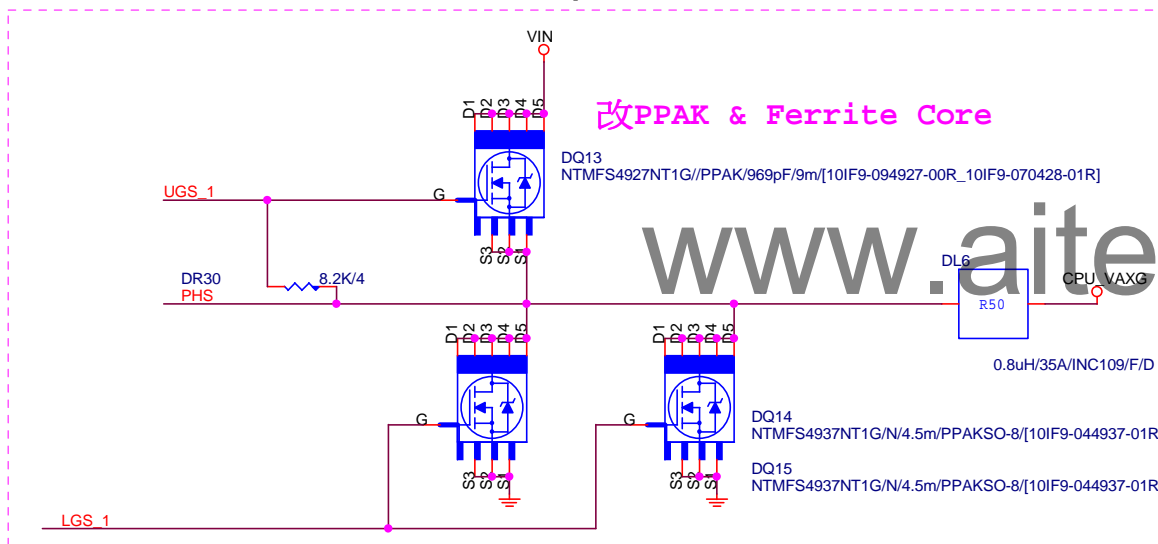 VIN
D1 D2 D3 D4 D5
改PPAK & Ferrite Core
DQ13
NTMFS4927NT1G//PPAK/969pF/9m/[10IF9-094927-00R_10IF9-070428-01R]
UGS_1
G
S3 S2 S1
www.aite
DR30
8.2K/4
PHS
DL6
CPU_VAXG
R50
D1 D2 D3 D4 D5
D1 D2 D3 D4 D5
0.8uH/35A/INC109/F/D
G
G
DQ14
NTMFS4937NT1G/N/4.5m/PPAKSO-8/[10IF9-044937-01R
S3 S2 S1
S3 S2 S1
DQ15
NTMFS4937NT1G/N/4.5m/PPAKSO-8/[10IF9-044937-01R
LGS_1